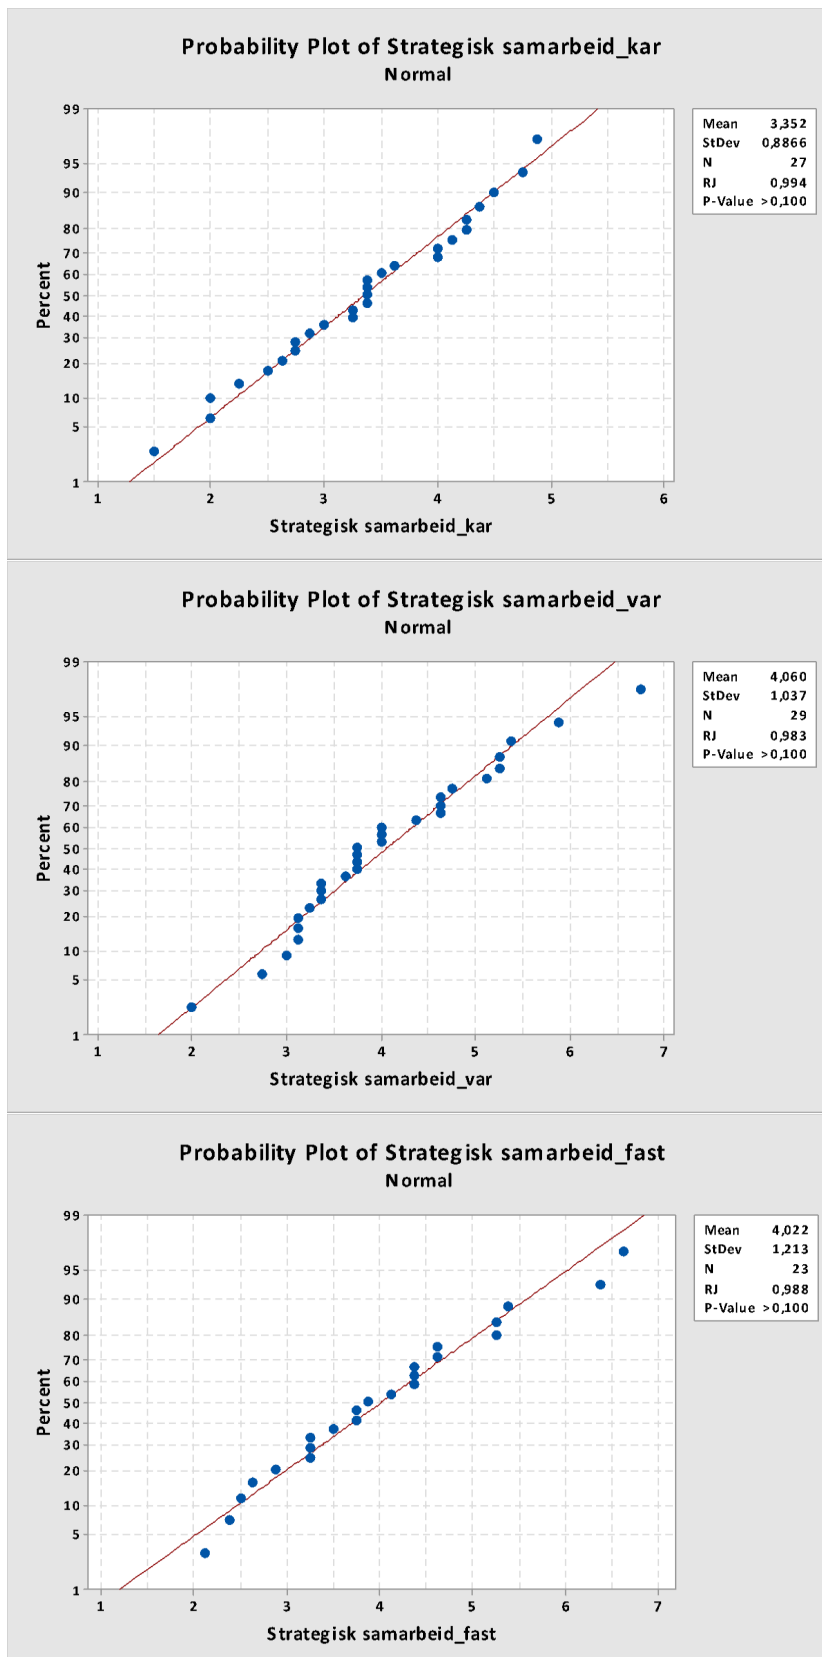 Probability Plot of Strategisk samarbeid_kar
Normal
Mean 3,352
StDev 0,8866
N 27
RJ 0,994
P-Value >0,100
Percent
99
95
90
80
70
60
50
40
30
20
10
5
1
1 2 3 4 5 6
Strategisk samarbeid_kar
Probability Plot of Strategisk samarbeid_var
Normal
Mean 4,060
StDev 1,037
N 29
RJ 0,983
P-Value >0,100
Percent
99
95
90
80
70
60
50
40
30
20
10
5
1
1 2 3 4 5 6 7
Strategisk samarbeid_var
Probability Plot of Strategisk samarbeid_fast
Normal
Mean 4,022
StDev 1,213
N 23
RJ 0,988
P-Value >0,100
Percent
99
95
90
80
70
60
50
40
30
20
10
5
1
1 2 3 4 5 6 7
Strategisk samarbeid_fast